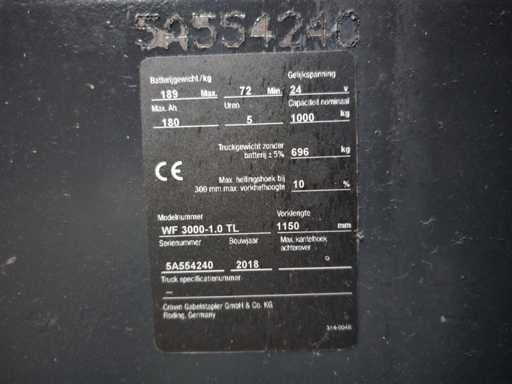 5A554240
Batterijgewicht/kg Gelijkspanning
189 Max. 72 Min. 24 V
Max. Ah Uren Capaciteit nominaal
180 5 1000 kg
Truckgewicht zonder
batterij ± 5% 696 kg
CE
Max. hellingshoek bij
300 mm max. vorkhefhoogte 10 %
Modelnummer Vorklengte
WF 3000-1.0 TL 1150 mm
Serienummer Bouwjaar Max. kantelhoek
achterover
5A554240 2018 °
Truck specificatienummer
–
Crown Gabelstapler GmbH & Co. KG
Roding, Germany
314-004B